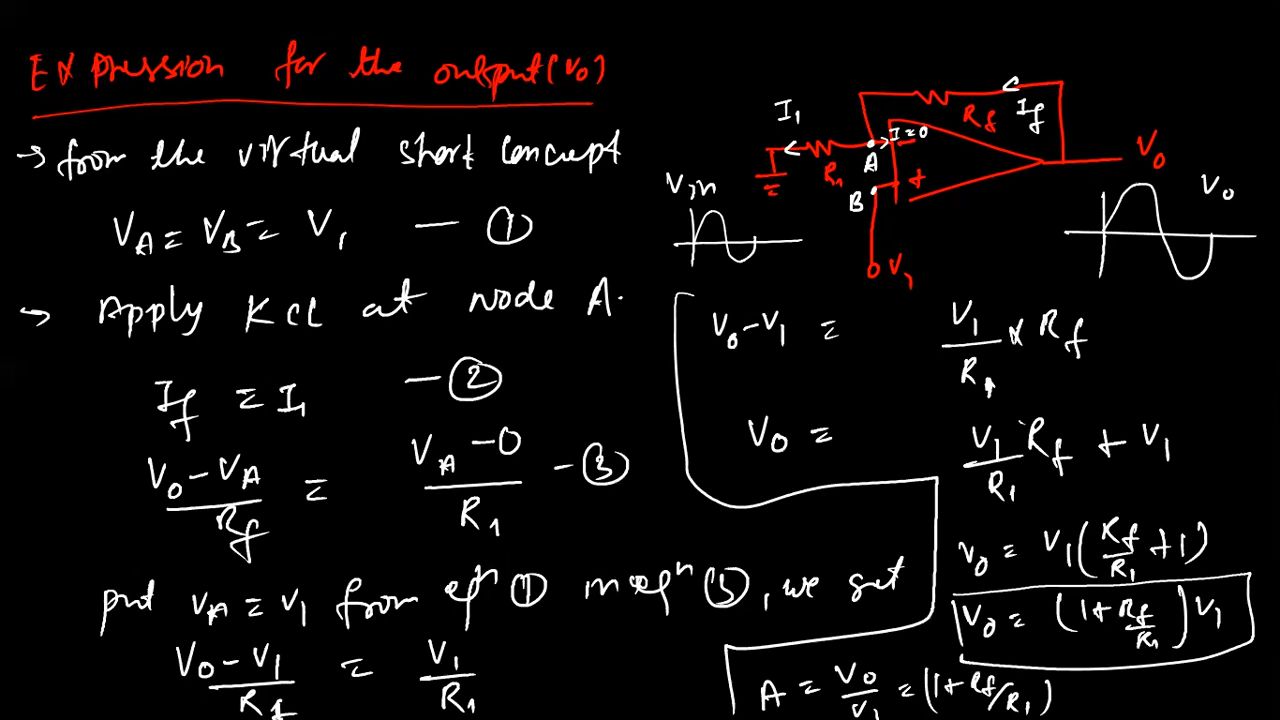 Expression for the output (V0)
→ from the virtual short concept
VA = VB = V1 — ①
→ Apply KCL at node A.
If = I1 — ②
(V0 - VA)/Rf = (VA - 0)/R1 — ③
put VA = V1 from eqn ① in eqn ③, we get
(V0 - V1)/Rf = V1/R1
I1
R1
A
I=0
-
+
B
V1
Rf
If
V0
Vin
V0
V0 - V1 = V1/R1 × Rf
V0 = V1/R1 Rf + V1
V0 = V1(Rf/R1 + 1)
V0 = (1 + Rf/R1)V1
A = V0/V1 = (1 + Rf/R1)